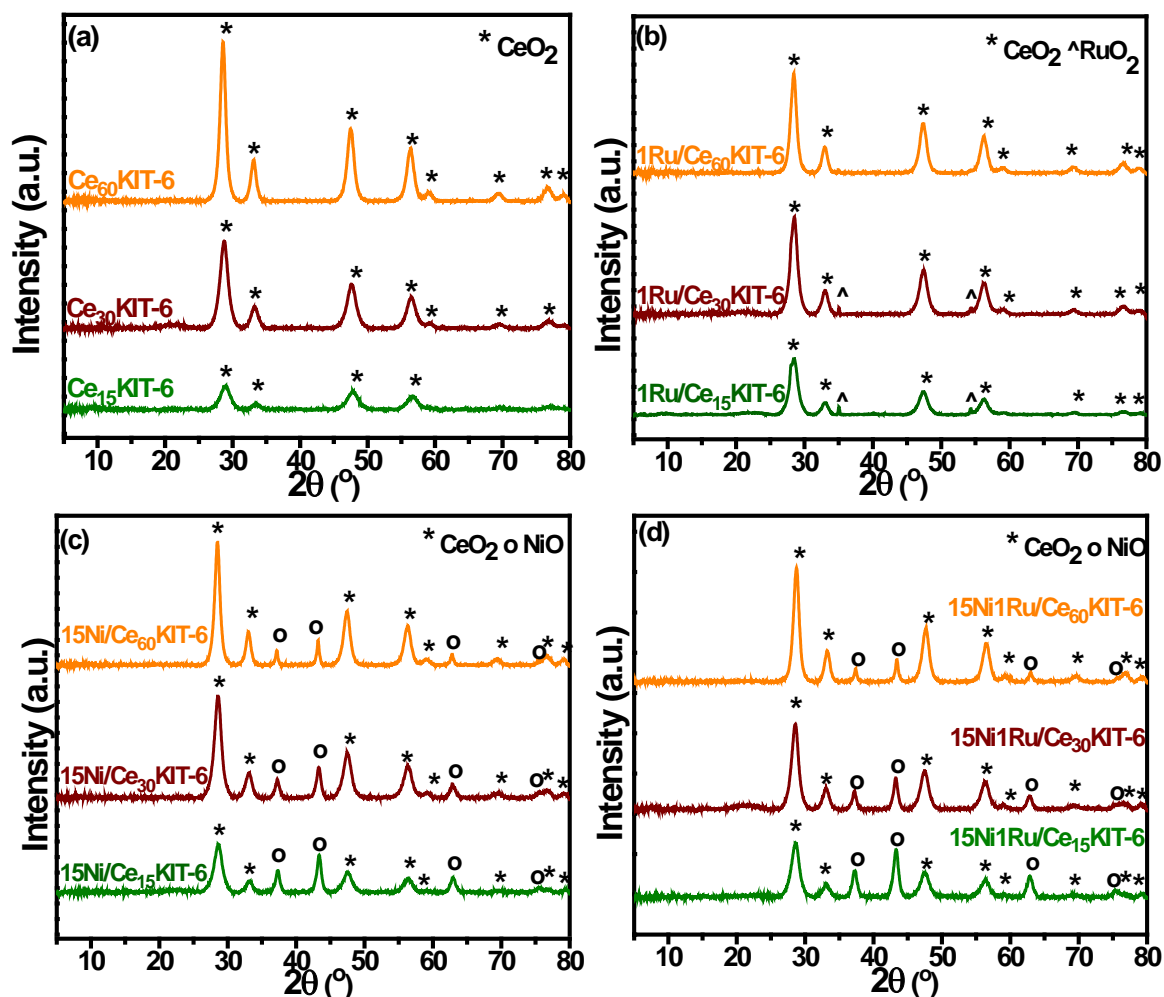 (a)
* CeO2
Intensity (a.u.)
Ce60KIT-6
Ce30KIT-6
Ce15KIT-6
* * * * * * * *
* * * * * * *
* * * *
10 20 30 40 50 60 70 80
2θ (o)
(b)
* CeO2 ^RuO2
Intensity (a.u.)
1Ru/Ce60KIT-6
1Ru/Ce30KIT-6
1Ru/Ce15KIT-6
* * * * * * * *
* * ^ * ^ * * * * *
* * ^ * ^ * * * *
10 20 30 40 50 60 70 80
2θ (o)
(c)
* CeO2 o NiO
Intensity (a.u.)
15Ni/Ce60KIT-6
15Ni/Ce30KIT-6
15Ni/Ce15KIT-6
* * o o * * * o * o * *
* * o o * * * o * o * *
* * o o * * * o * o * *
10 20 30 40 50 60 70 80
2θ (o)
(d)
* CeO2 o NiO
Intensity (a.u.)
15Ni1Ru/Ce60KIT-6
15Ni1Ru/Ce30KIT-6
15Ni1Ru/Ce15KIT-6
* * o o * * * o * o * *
* * o o * * * o * o * *
* * o o * * * o * o * *
10 20 30 40 50 60 70 80
2θ (o)